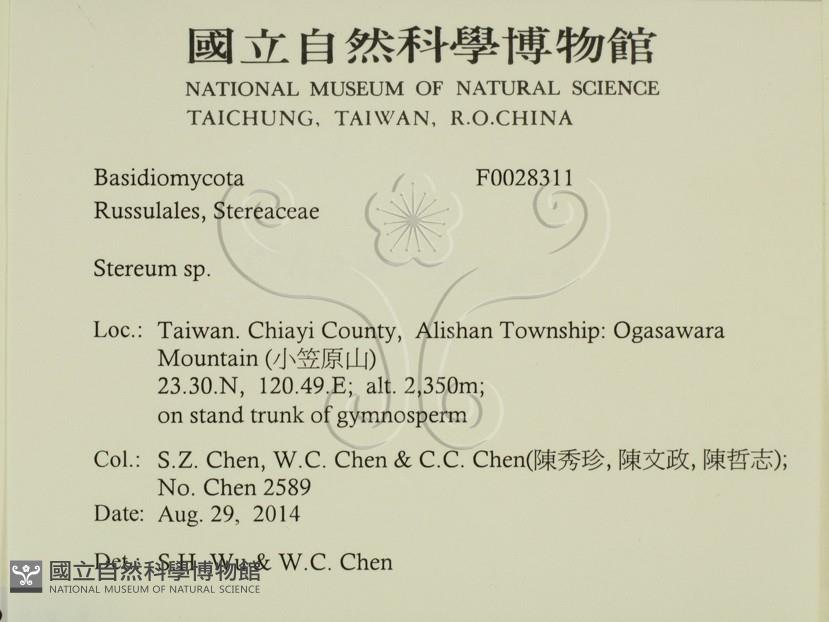 國立自然科學博物館
NATIONAL MUSEUM OF NATURAL SCIENCE
TAICHUNG, TAIWAN, R.O.CHINA
Basidiomycota F0028311
Russulales, Stereaceae
Stereum sp.
Loc.: Taiwan. Chiayi County, Alishan Township: Ogasawara
Mountain (小笠原山)
23.30.N, 120.49.E; alt. 2,350m;
on stand trunk of gymnosperm
Col.: S.Z. Chen, W.C. Chen & C.C. Chen(陳秀珍, 陳文政, 陳哲志);
No. Chen 2589
Date: Aug. 29, 2014
Det.: S.H. Wu & W.C. Chen
國立自然科學博物館
NATIONAL MUSEUM OF NATURAL SCIENCE